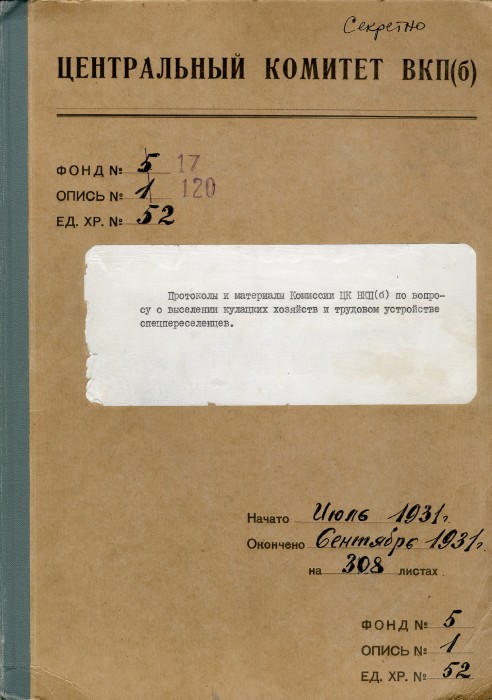 Секретно
ЦЕНТРАЛЬНЫЙ КОМИТЕТ ВКП(б)
ФОНД № 5 17
ОПИСЬ № 1 120
ЕД. ХР. № 52
Протоколы и материалы Комиссии ЦК ВКП(б) по вопро-
су о выселении кулацких хозяйств и трудовом устройстве
спецпереселенцев.
Начато Июль 1931г.
Окончено Сентябрь 1931г.
на 308 листах
ФОНД № 5
ОПИСЬ № 1
ЕД. ХР. № 52